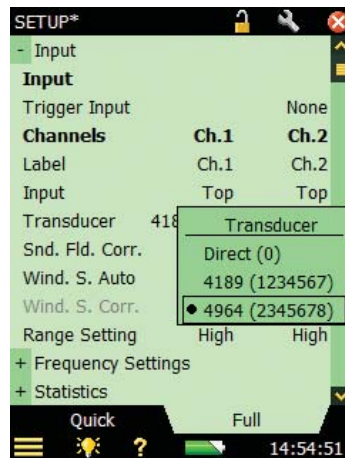 SETUP*
- Input
Input
Trigger Input None
Channels Ch.1 Ch.2
Label Ch.1 Ch.2
Input Top Top
Transducer 418
Transducer
Direct (0)
4189 (1234567)
4964 (2345678)
Snd. Fld. Corr.
Wind. S. Auto
Wind. S. Corr.
Range Setting High High
+ Frequency Settings
+ Statistics
Quick Full
? 14:54:51